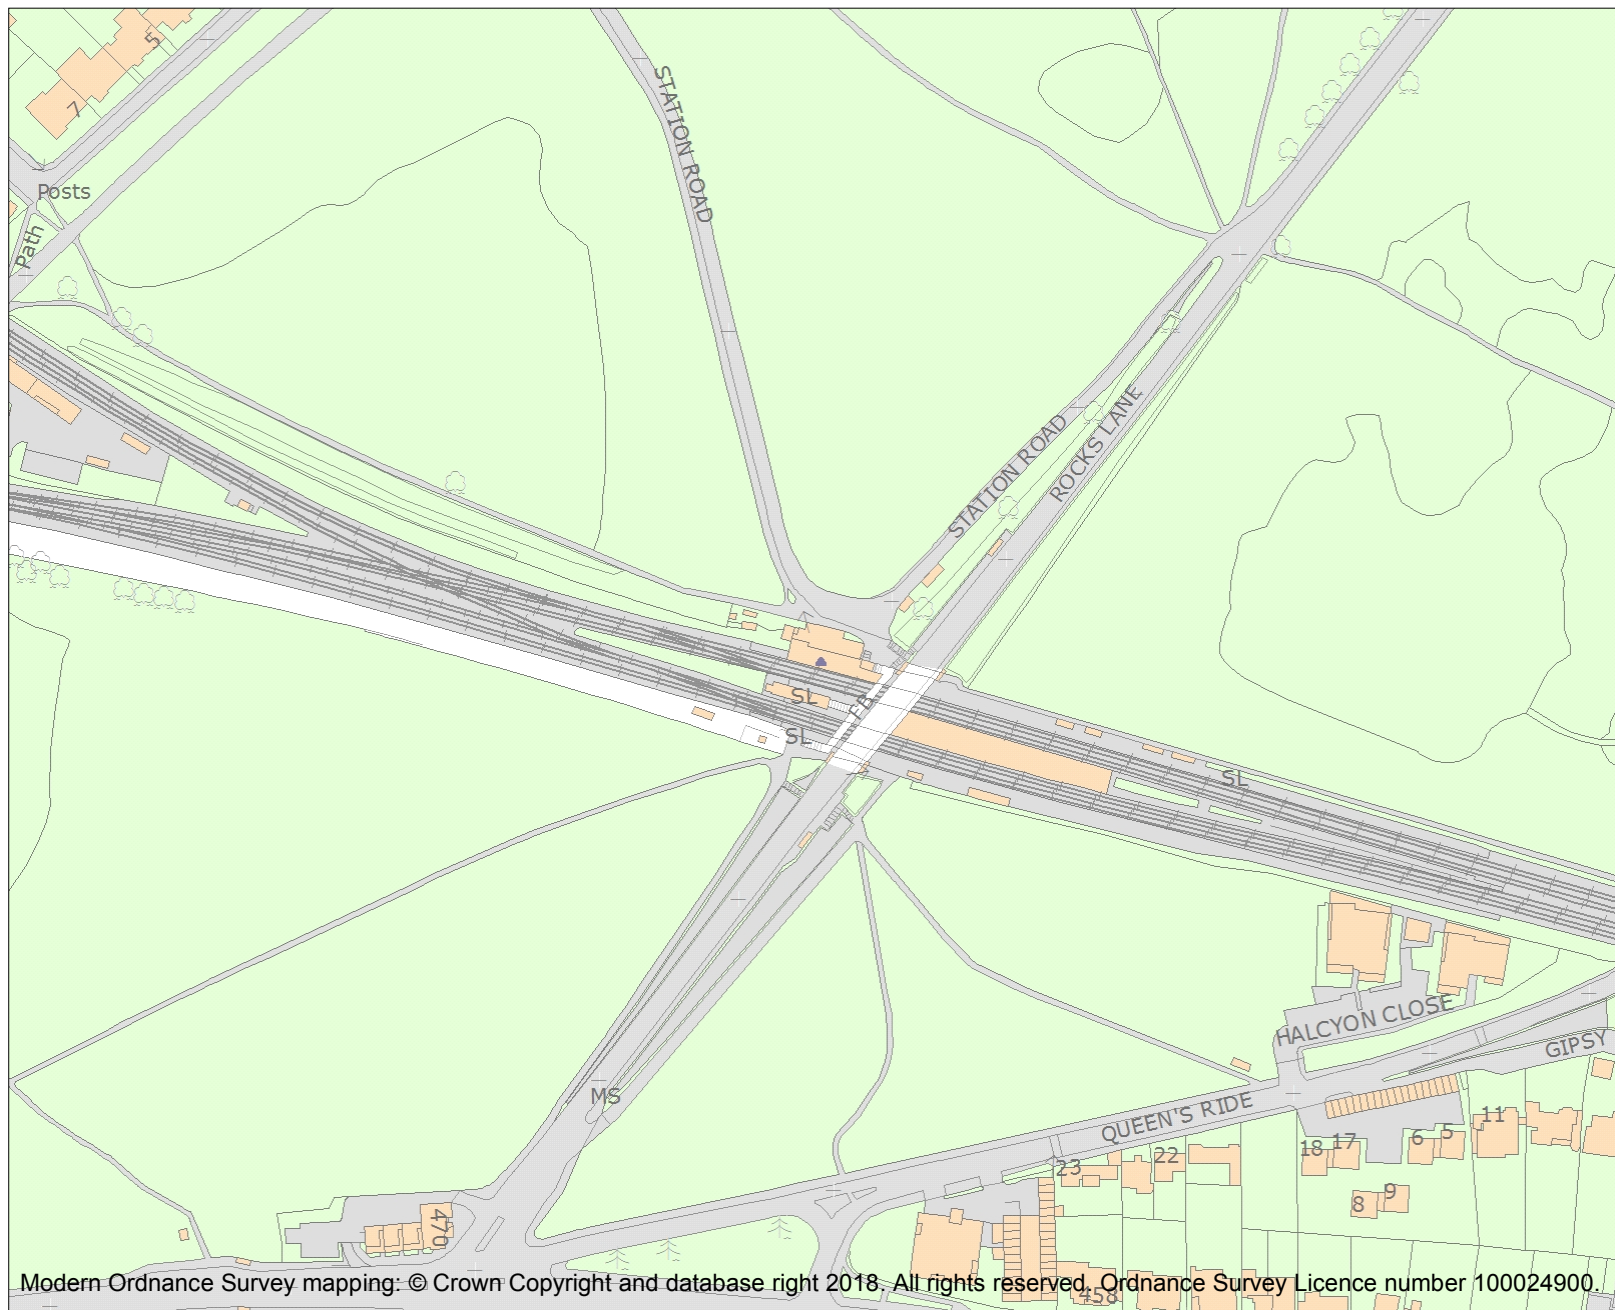 5
7
Posts
Path
STATION ROAD
STATION ROAD
ROCKS LANE
SL
FB
SL
SL
HALCYON CLOSE
GIPSY
MS
QUEEN'S RIDE
11
5
6
17
18
22
23
9
8
470
458
Modern Ordnance Survey mapping: © Crown Copyright and database right 2018. All rights reserved. Ordnance Survey Licence number 100024900.